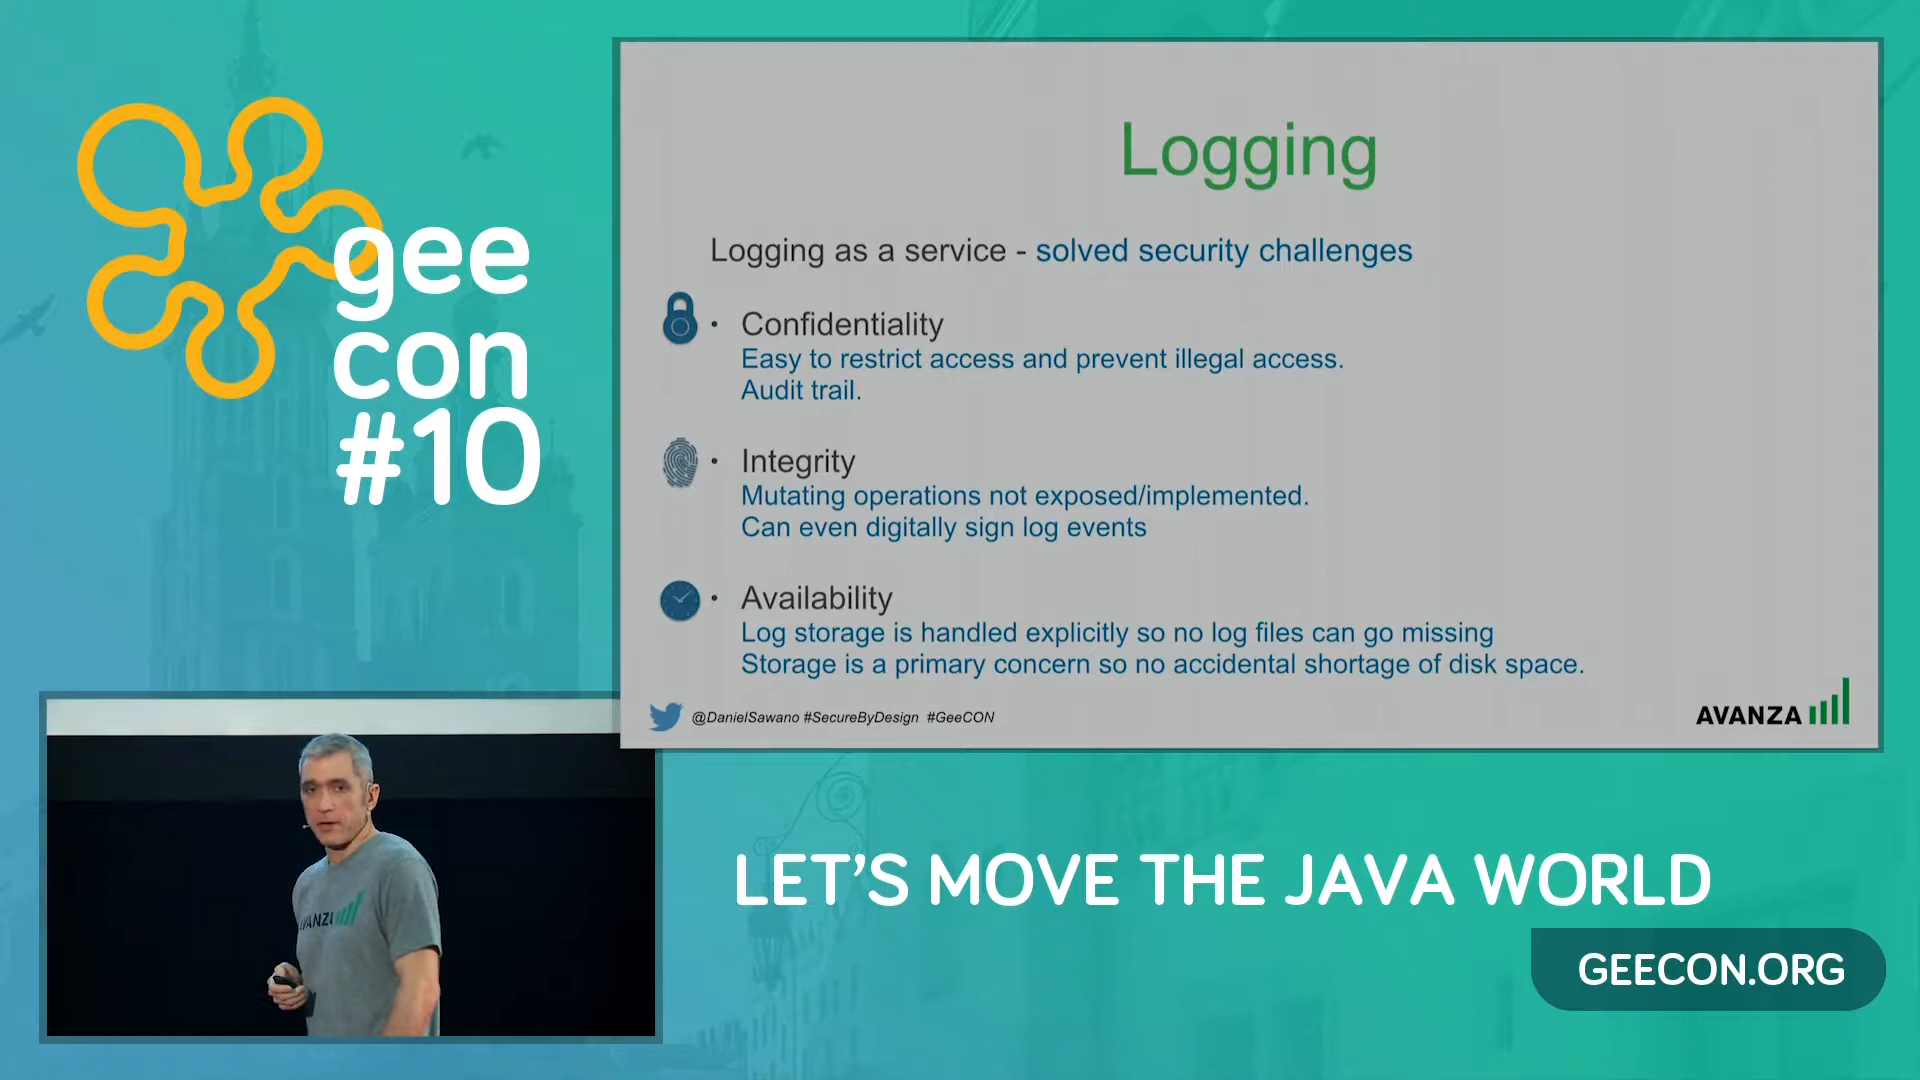 gee
con
#10
Logging
Logging as a service - solved security challenges
• Confidentiality
Easy to restrict access and prevent illegal access.
Audit trail.
• Integrity
Mutating operations not exposed/implemented.
Can even digitally sign log events
• Availability
Log storage is handled explicitly so no log files can go missing
Storage is a primary concern so no accidental shortage of disk space.
@DanielSawano #SecureByDesign #GeeCON
AVANZA
AVANZA
LET'S MOVE THE JAVA WORLD
GEECON.ORG